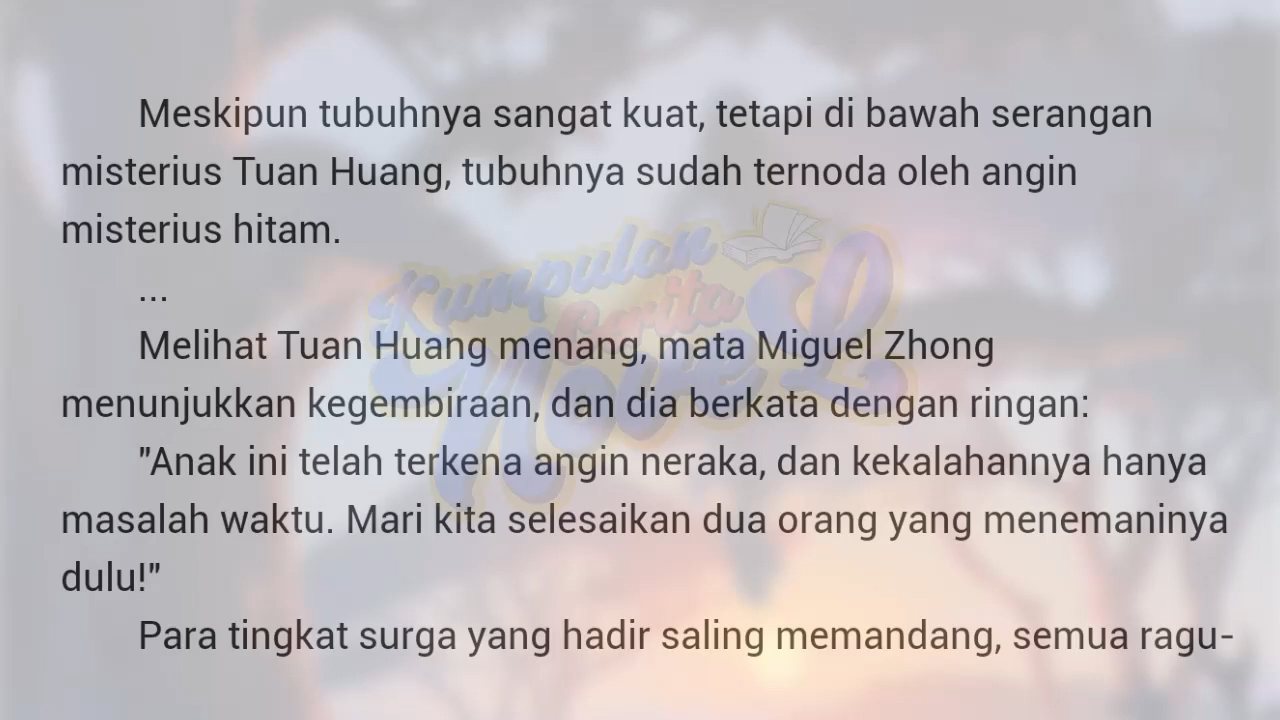 Meskipun tubuhnya sangat kuat, tetapi di bawah serangan
misterius Tuan Huang, tubuhnya sudah ternoda oleh angin
misterius hitam.
...
Melihat Tuan Huang menang, mata Miguel Zhong
menunjukkan kegembiraan, dan dia berkata dengan ringan:
"Anak ini telah terkena angin neraka, dan kekalahannya hanya
masalah waktu. Mari kita selesaikan dua orang yang menemaninya
dulu!"
Para tingkat surga yang hadir saling memandang, semua ragu-
Kumpulan
Cerita
Novel